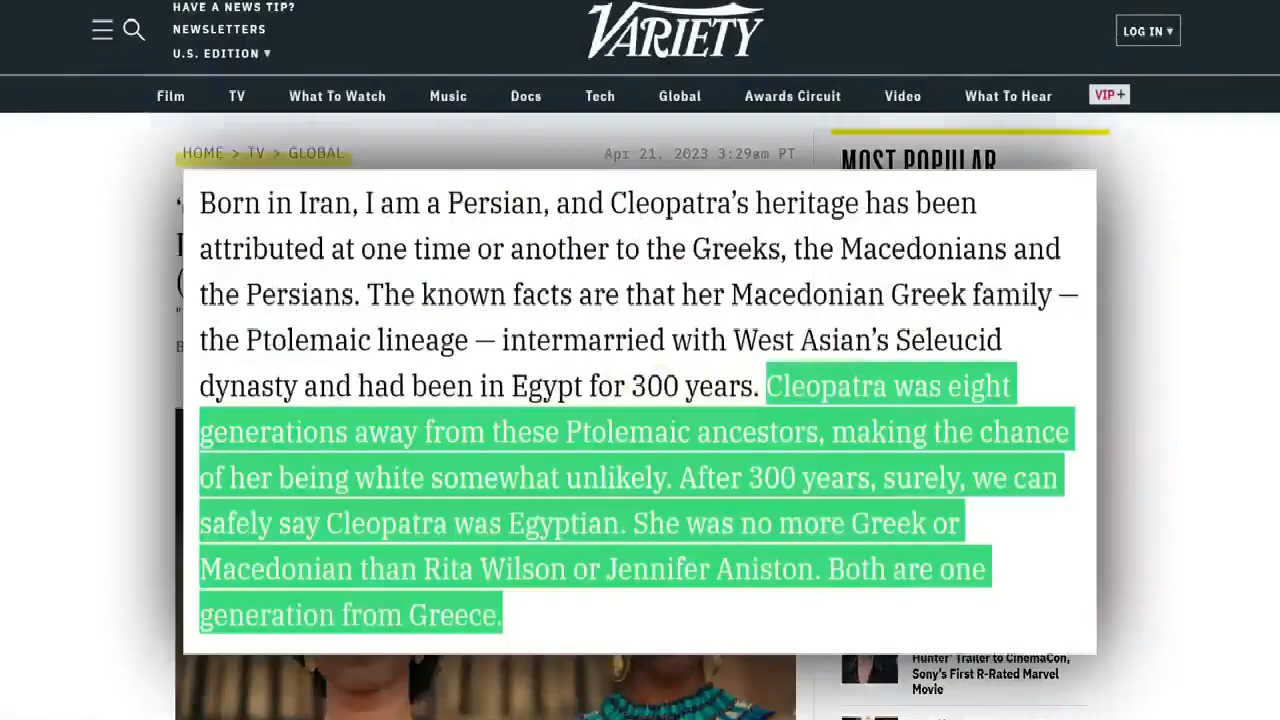 HAVE A NEWS TIP?
NEWSLETTERS
U.S. EDITION ▾
VARIETY
LOG IN ▾
Film TV What To Watch Music Docs Tech Global Awards Circuit Video What To Hear VIP+
HOME > TV > GLOBAL
Apr 21, 2023 3:29am PT
MOST POPULAR
Born in Iran, I am a Persian, and Cleopatra’s heritage has been
attributed at one time or another to the Greeks, the Macedonians and
the Persians. The known facts are that her Macedonian Greek family —
the Ptolemaic lineage — intermarried with West Asian’s Seleucid
dynasty and had been in Egypt for 300 years. Cleopatra was eight
generations away from these Ptolemaic ancestors, making the chance
of her being white somewhat unlikely. After 300 years, surely, we can
safely say Cleopatra was Egyptian. She was no more Greek or
Macedonian than Rita Wilson or Jennifer Aniston. Both are one
generation from Greece.
Hunter’ Trailer to CinemaCon,
Sony’s First R-Rated Marvel
Movie